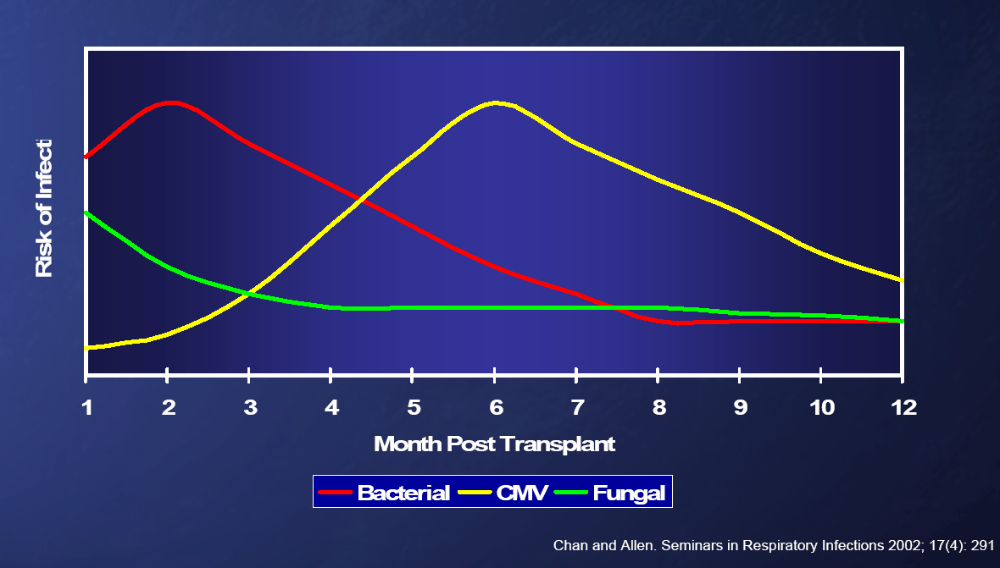 Risk of Infecti
1 2 3 4 5 6 7 8 9 10 12
Month Post Transplant
Bacterial CMV Fungal
Chan and Allen. Seminars in Respiratory Infections 2002; 17(4): 291